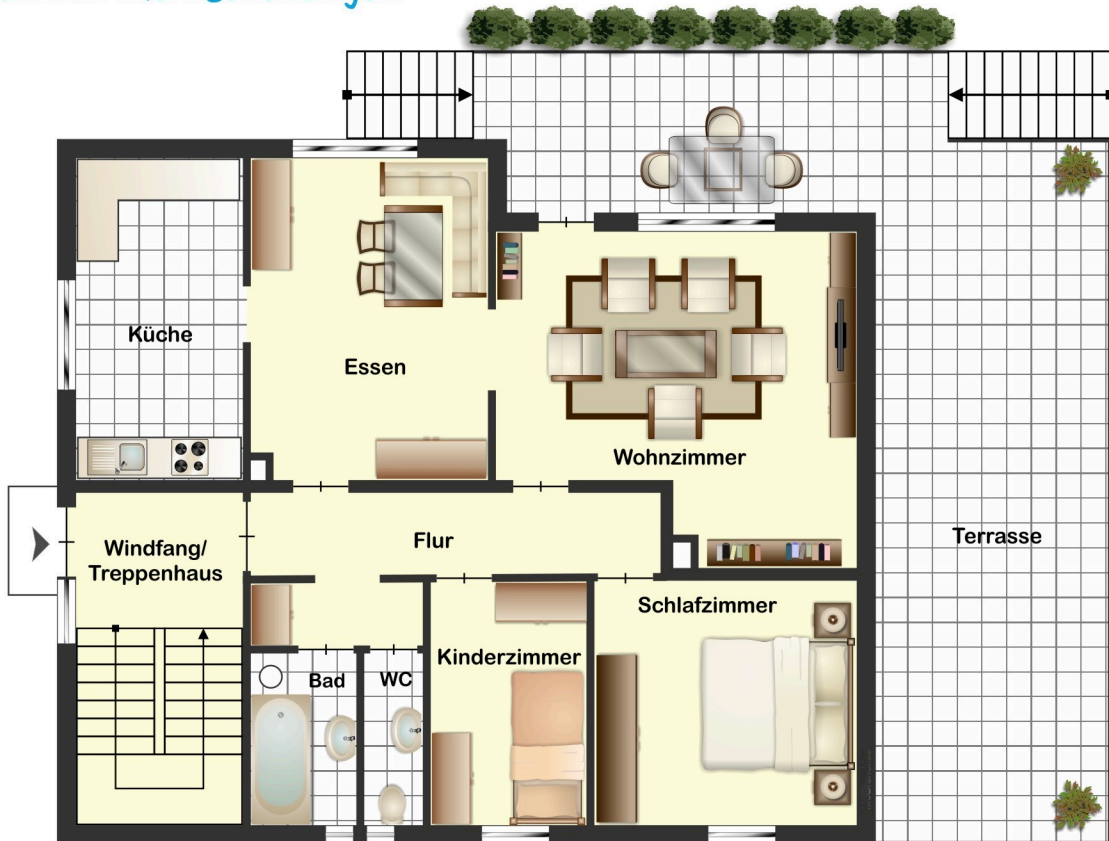 Küche
Essen
Wohnzimmer
Windfang/
Treppenhaus
Flur
Terrasse
Schlafzimmer
Kinderzimmer
Bad
WC